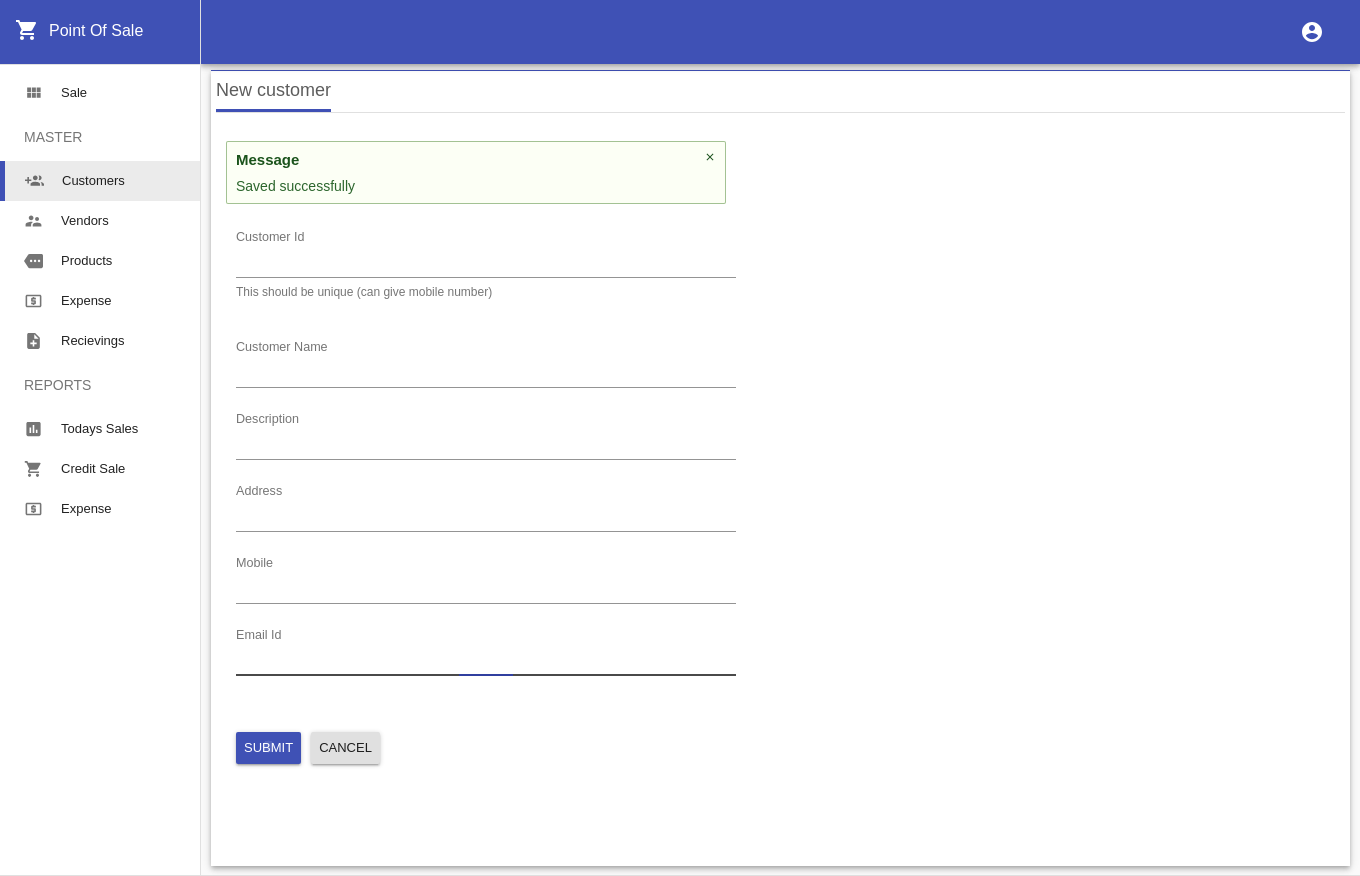 Point Of Sale
Sale
MASTER
Customers
Vendors
Products
Expense
Recievings
REPORTS
Todays Sales
Credit Sale
Expense
New customer
Message
×
Saved successfully
Customer Id
This should be unique (can give mobile number)
Customer Name
Description
Address
Mobile
Email Id
SUBMIT CANCEL